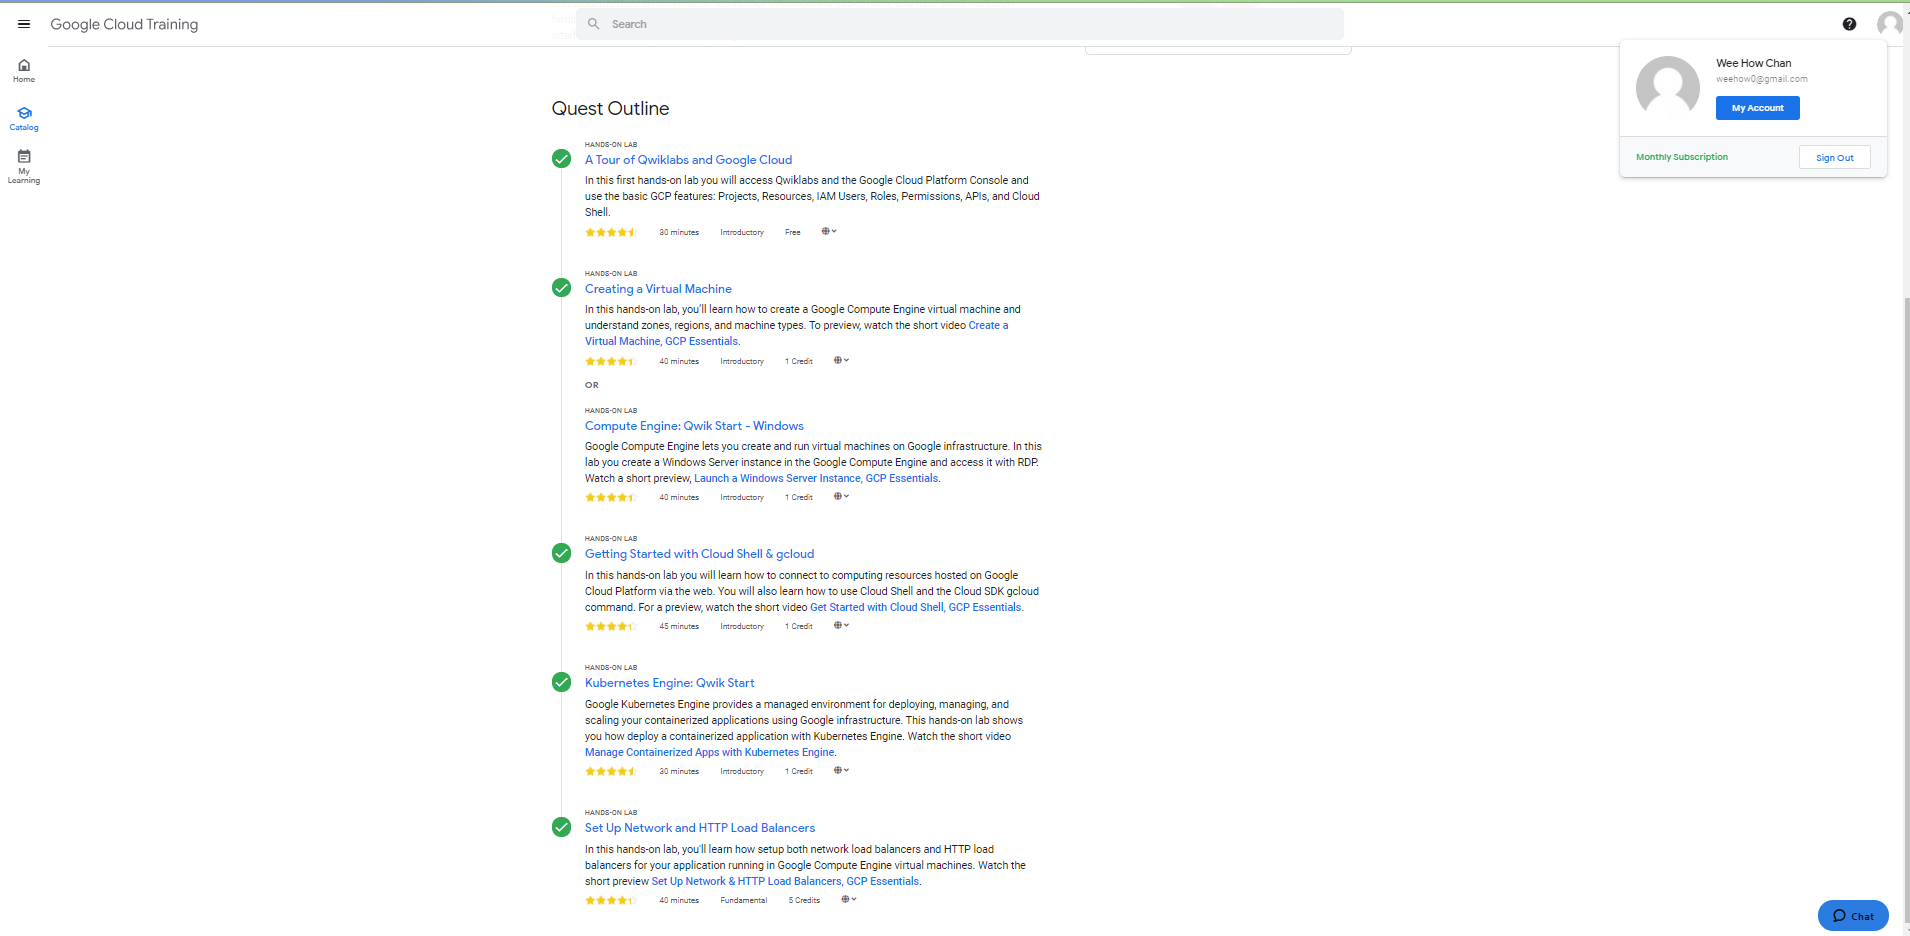 Google Cloud Training
Search
Home
Catalog
My
Learning
Wee How Chan
weehow0@gmail.com
My Account
Monthly Subscription
Sign Out
Quest Outline
HANDS-ON LAB
A Tour of Qwiklabs and Google Cloud
In this first hands-on lab you will access Qwiklabs and the Google Cloud Platform Console and
use the basic GCP features: Projects, Resources, IAM Users, Roles, Permissions, APIs, and Cloud
Shell.
30 minutes Introductory Free
HANDS-ON LAB
Creating a Virtual Machine
In this hands-on lab, you'll learn how to create a Google Compute Engine virtual machine and
understand zones, regions, and machine types. To preview, watch the short video Create a
Virtual Machine, GCP Essentials.
40 minutes Introductory 1 Credit
OR
HANDS-ON LAB
Compute Engine: Qwik Start - Windows
Google Compute Engine lets you create and run virtual machines on Google infrastructure. In this
lab you create a Windows Server instance in the Google Compute Engine and access it with RDP.
Watch a short preview, Launch a Windows Server Instance, GCP Essentials.
40 minutes Introductory 1 Credit
HANDS-ON LAB
Getting Started with Cloud Shell & gcloud
In this hands-on lab you will learn how to connect to computing resources hosted on Google
Cloud Platform via the web. You will also learn how to use Cloud Shell and the Cloud SDK gcloud
command. For a preview, watch the short video Get Started with Cloud Shell, GCP Essentials.
45 minutes Introductory 1 Credit
HANDS-ON LAB
Kubernetes Engine: Qwik Start
Google Kubernetes Engine provides a managed environment for deploying, managing, and
scaling your containerized applications using Google infrastructure. This hands-on lab shows
you how deploy a containerized application with Kubernetes Engine. Watch the short video
Manage Containerized Apps with Kubernetes Engine.
30 minutes Introductory 1 Credit
HANDS-ON LAB
Set Up Network and HTTP Load Balancers
In this hands-on lab, you'll learn how setup both network load balancers and HTTP load
balancers for your application running in Google Compute Engine virtual machines. Watch the
short preview Set Up Network & HTTP Load Balancers, GCP Essentials.
40 minutes Fundamental 5 Credits
Chat